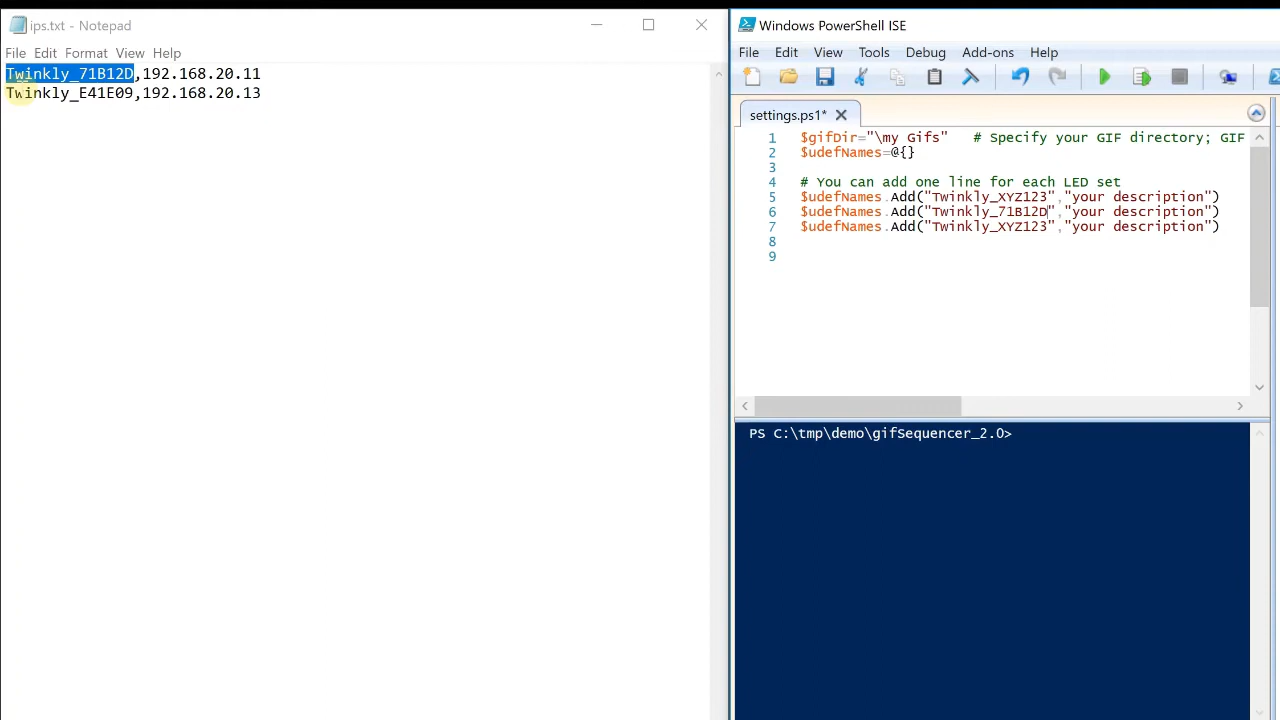 ips.txt - Notepad
File Edit Format View Help
Twinkly_71B12D,192.168.20.11
Twinkly_E41E09,192.168.20.13
Windows PowerShell ISE
File Edit View Tools Debug Add-ons Help
settings.ps1*
1 $gifDir="\my Gifs" # Specify your GIF directory; GIF
2 $udefNames=@{}
3
4 # You can add one line for each LED set
5 $udefNames.Add("Twinkly_XYZ123","your description")
6 $udefNames.Add("Twinkly_71B12D","your description")
7 $udefNames.Add("Twinkly_XYZ123","your description")
8
9
PS C:\tmp\demo\gifSequencer_2.0>